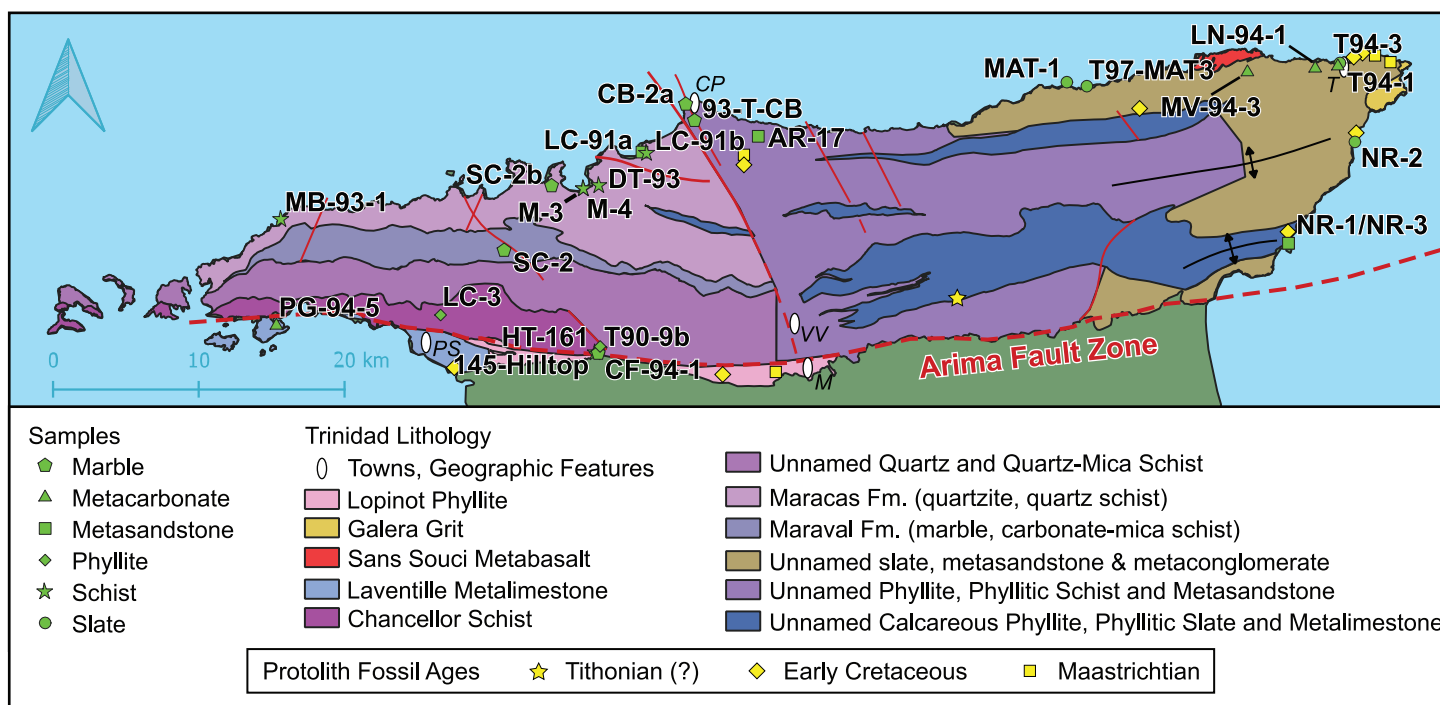 LN-94-1
T94-3
MAT-1
T97-MAT3
T
T94-1
CB-2a
CP
93-T-CB
MV-94-3
LC-91a
LC-91b
AR-17
NR-2
SC-2b
DT-93
M-3
M-4
MB-93-1
NR-1/NR-3
SC-2
PG-94-5
LC-3
HT-161
T90-9b
VV
PS
145-Hilltop
CF-94-1
M
Arima Fault Zone
0
10
20 km
Samples
Marble
Metacarbonate
Metasandstone
Phyllite
Schist
Slate
Trinidad Lithology
Towns, Geographic Features
Lopinot Phyllite
Galera Grit
Sans Souci Metabasalt
Laventille Metalimestone
Chancellor Schist
Unnamed Quartz and Quartz-Mica Schist
Maracas Fm. (quartzite, quartz schist)
Maraval Fm. (marble, carbonate-mica schist)
Unnamed slate, metasandstone & metaconglomerate
Unnamed Phyllite, Phyllitic Schist and Metasandstone
Unnamed Calcareous Phyllite, Phyllitic Slate and Metalimestone
Protolith Fossil Ages
Tithonian (?)
Early Cretaceous
Maastrichtian